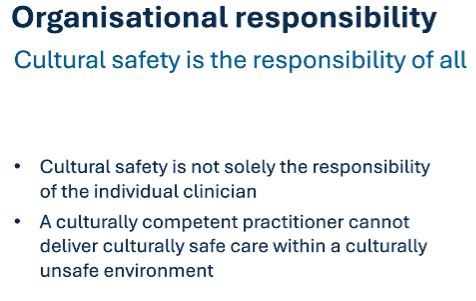 Organisational responsibility
Cultural safety is the responsibility of all
• Cultural safety is not solely the responsibility
of the individual clinician
• A culturally competent practitioner cannot
deliver culturally safe care within a culturally
unsafe environment